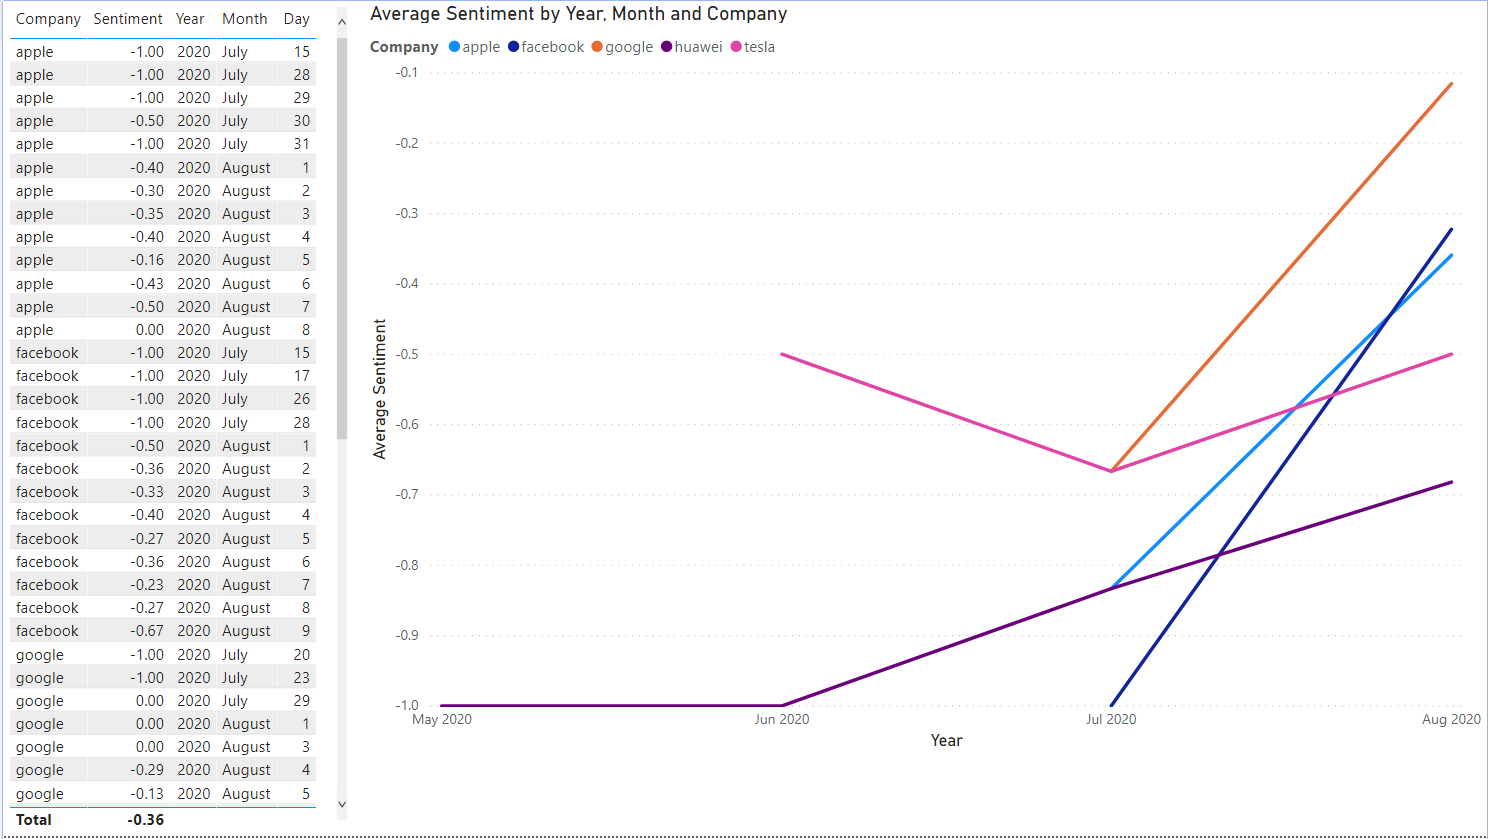 Company Sentiment Year Month Day
apple -1.00 2020 July 15
apple -1.00 2020 July 28
apple -1.00 2020 July 29
apple -0.50 2020 July 30
apple -1.00 2020 July 31
apple -0.40 2020 August 1
apple -0.30 2020 August 2
apple -0.35 2020 August 3
apple -0.40 2020 August 4
apple -0.16 2020 August 5
apple -0.43 2020 August 6
apple -0.50 2020 August 7
apple 0.00 2020 August 8
facebook -1.00 2020 July 15
facebook -1.00 2020 July 17
facebook -1.00 2020 July 26
facebook -1.00 2020 July 28
facebook -0.50 2020 August 1
facebook -0.36 2020 August 2
facebook -0.33 2020 August 3
facebook -0.40 2020 August 4
facebook -0.27 2020 August 5
facebook -0.36 2020 August 6
facebook -0.23 2020 August 7
facebook -0.27 2020 August 8
facebook -0.67 2020 August 9
google -1.00 2020 July 20
google -1.00 2020 July 23
google 0.00 2020 July 29
google 0.00 2020 August 1
google 0.00 2020 August 3
google -0.29 2020 August 4
google -0.13 2020 August 5
Total -0.36
Average Sentiment by Year, Month and Company
Company apple facebook google huawei tesla
-0.1
-0.2
-0.3
-0.4
-0.5
-0.6
-0.7
-0.8
-0.9
-1.0
Average Sentiment
May 2020 Jun 2020 Jul 2020 Aug 2020
Year